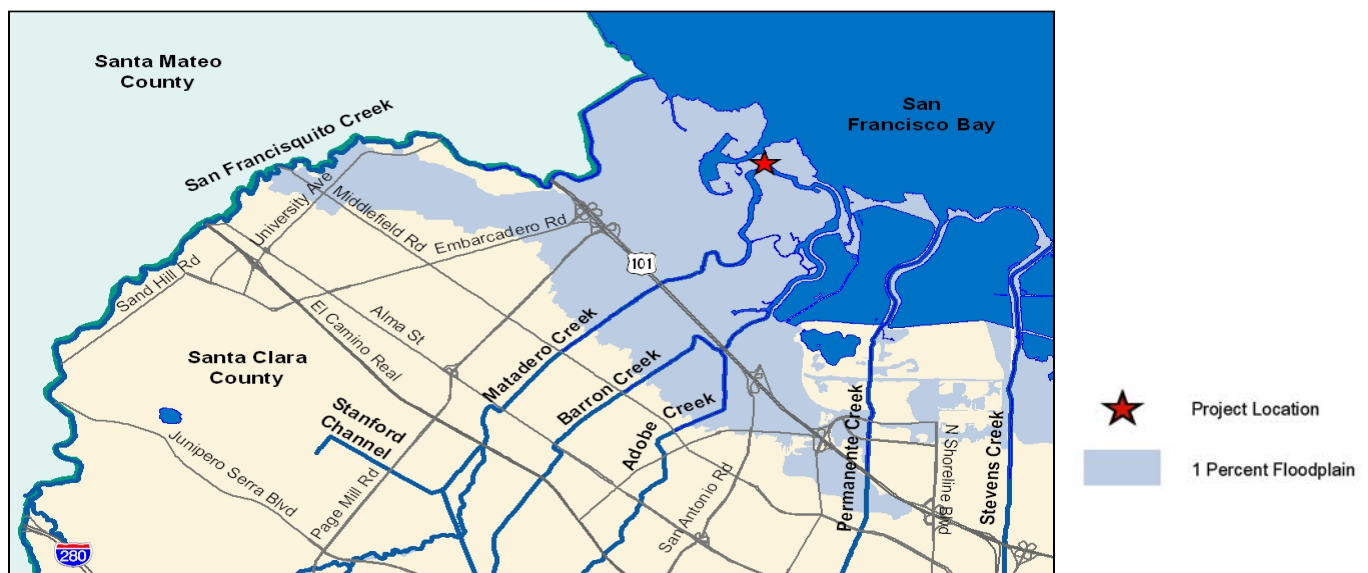 Santa Mateo
County
San Francisquito Creek
San
Francisco Bay
University Ave
Middlefield Rd
Embarcadero Rd
101
Sand Hill Rd
Alma St
El Camino Real
Santa Clara
County
Matadero Creek
Barron Creek
Adobe Creek
Stanford
Channel
Junipero Serra Blvd
Page Mill Rd
San Antonio Rd
Permanente Creek
N Shoreline Blvd
Stevens Creek
280
Project Location
1 Percent Floodplain